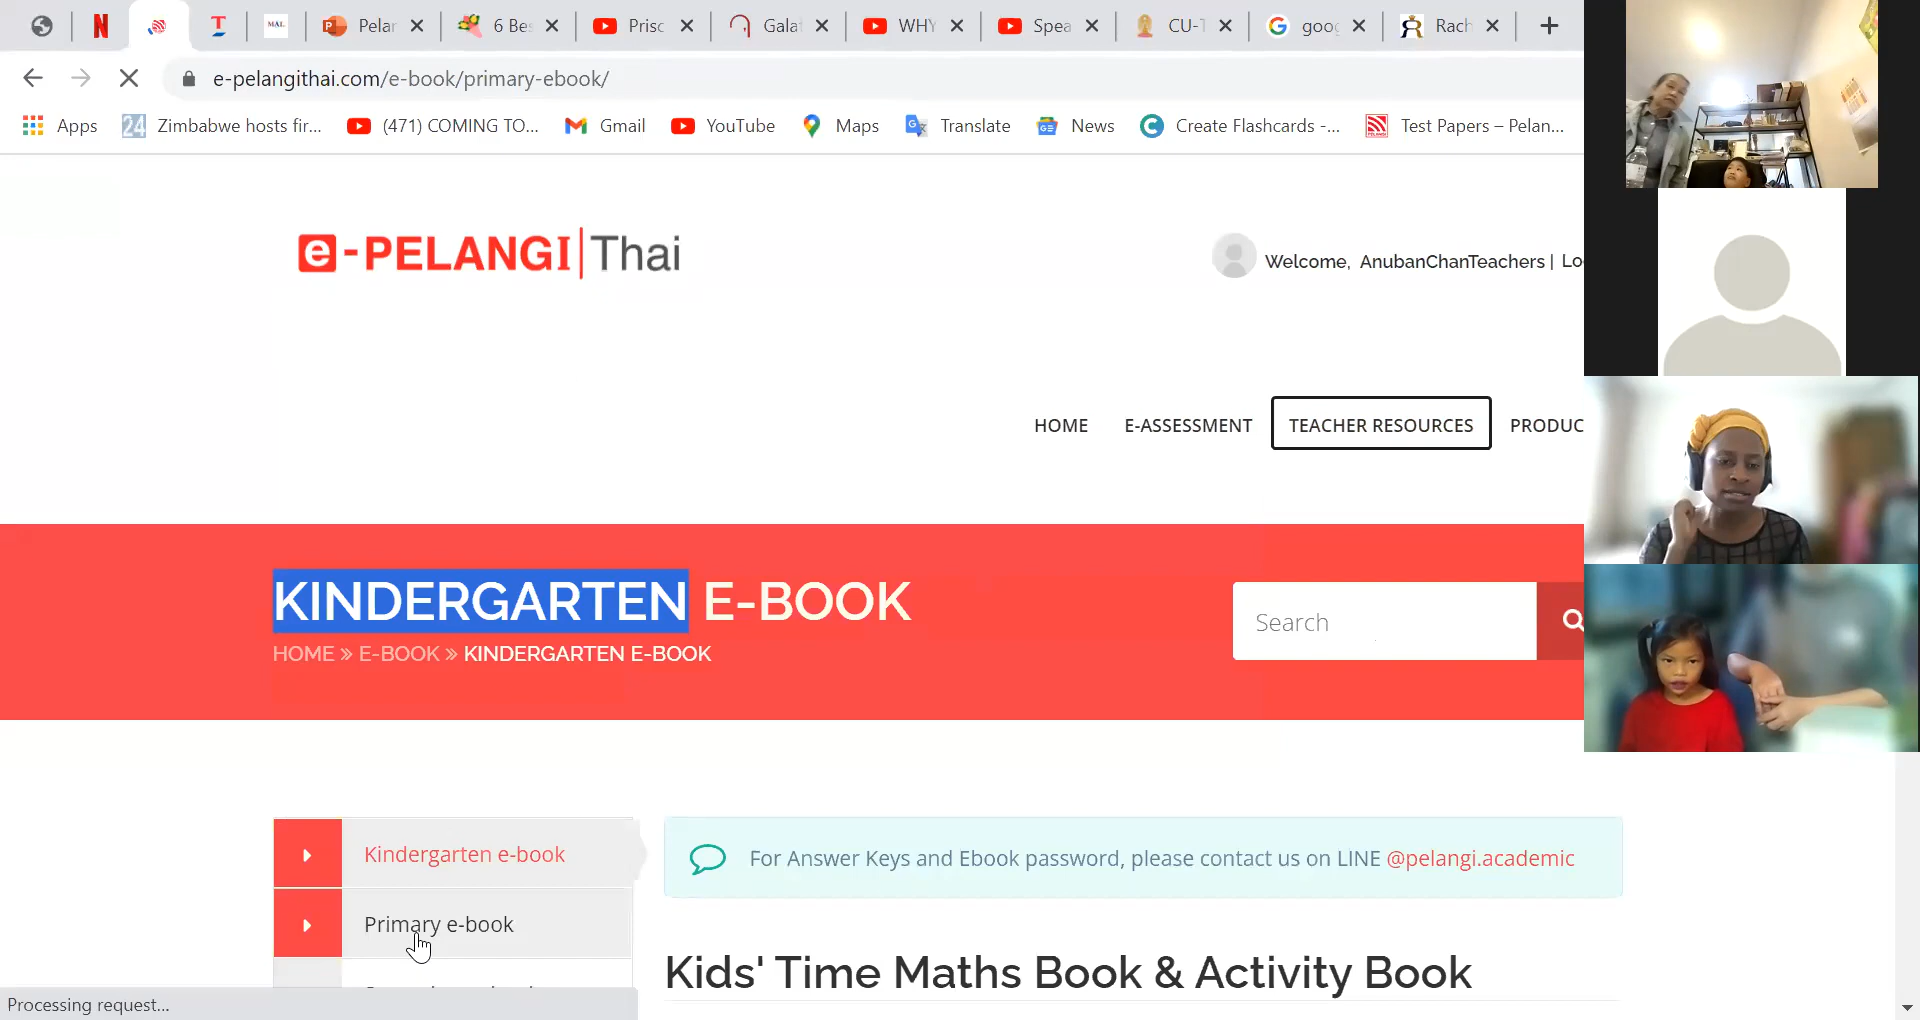 Pelar
6 Bes
Prisc
Galat
WHY
Spea
CU-T
goog
Rach
e-pelangithai.com/e-book/primary-ebook/
Apps
24 Zimbabwe hosts fir...
(471) COMING TO...
Gmail
YouTube
Maps
Translate
News
Create Flashcards -...
Test Papers – Pelan...
e-PELANGI|Thai
Welcome, AnubanChanTeachers | Lo
HOME E-ASSESSMENT TEACHER RESOURCES PRODUC
KINDERGARTEN E-BOOK
Search
HOME » E-BOOK » KINDERGARTEN E-BOOK
Kindergarten e-book
For Answer Keys and Ebook password, please contact us on LINE @pelangi.academic
Primary e-book
Kids' Time Maths Book & Activity Book
Processing request...